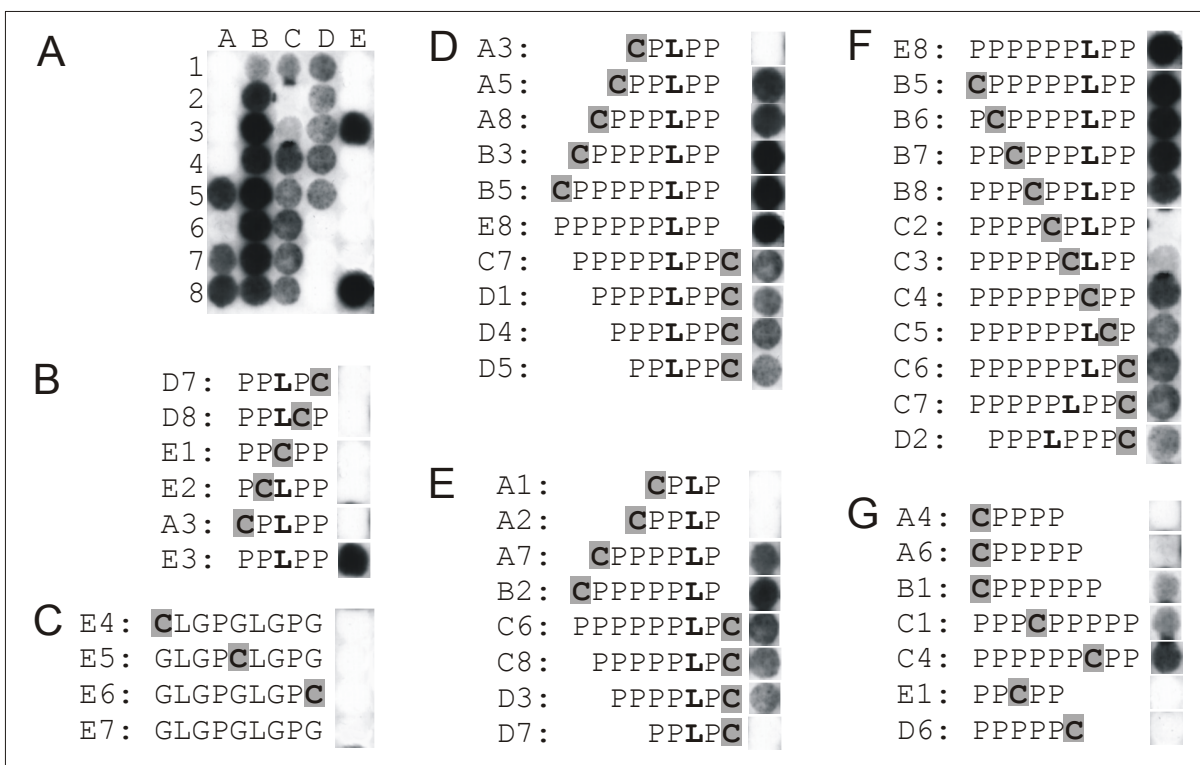 A
A B C D E
1
2
3
4
5
6
7
8
B
D7: PPLPC
D8: PPLCP
E1: PPCPP
E2: PCLPP
A3: CPLPP
E3: PPLPP
C
E4: CLGPGLGPG
E5: GLGPCLGPG
E6: GLGPGLGPC
E7: GLGPGLGPG
D
A3: CPLPP
A5: CPPLPP
A8: CPPPLPP
B3: CPPPPLPP
B5: CPPPPPLPP
E8: PPPPPPLPP
C7: PPPPPLPPC
D1: PPPPLPPC
D4: PPPLPPC
D5: PPLPPC
E
A1: CPLP
A2: CPPLP
A7: CPPPPLP
B2: CPPPPPLP
C6: PPPPPPLPC
C8: PPPPPLPC
D3: PPPPLPC
D7: PPLPC
F
E8: PPPPPPLPP
B5: CPPPPPLPP
B6: PCPPPPLPP
B7: PPCPPPLPP
B8: PPPCPPLPP
C2: PPPPCPLPP
C3: PPPPPCLPP
C4: PPPPPPCPP
C5: PPPPPPLCP
C6: PPPPPPLPC
C7: PPPPPLPPC
D2: PPPLPPPC
G
A4: CPPPP
A6: CPPPPP
B1: CPPPPPP
C1: PPPCPPPPP
C4: PPPPPPCPP
E1: PPCPP
D6: PPPPPC